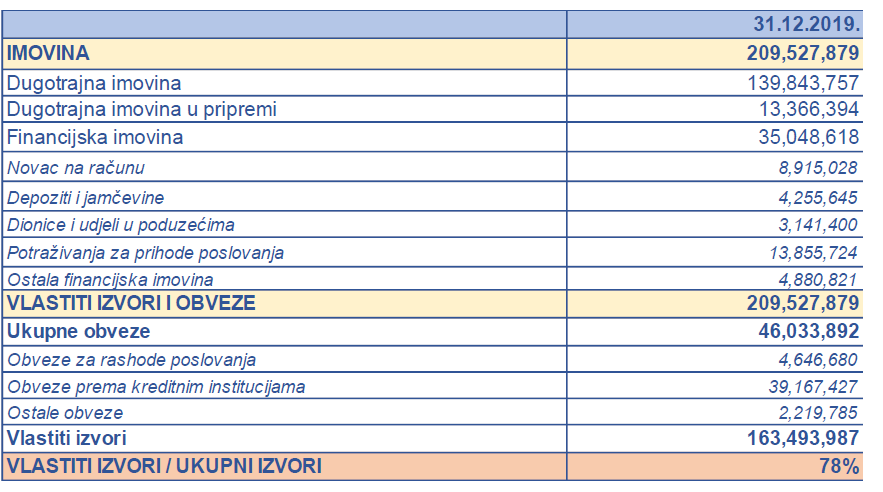 31.12.2019.
IMOVINA 209,527,879
Dugotrajna imovina 139,843,757
Dugotrajna imovina u pripremi 13,366,394
Financijska imovina 35,048,618
Novac na računu 8,915,028
Depoziti i jamčevine 4,255,645
Dionice i udjeli u poduzećima 3,141,400
Potraživanja za prihode poslovanja 13,855,724
Ostala financijska imovina 4,880,821
VLASTITI IZVORI I OBVEZE 209,527,879
Ukupne obveze 46,033,892
Obveze za rashode poslovanja 4,646,680
Obveze prema kreditnim institucijama 39,167,427
Ostale obveze 2,219,785
Vlastiti izvori 163,493,987
VLASTITI IZVORI / UKUPNI IZVORI 78%